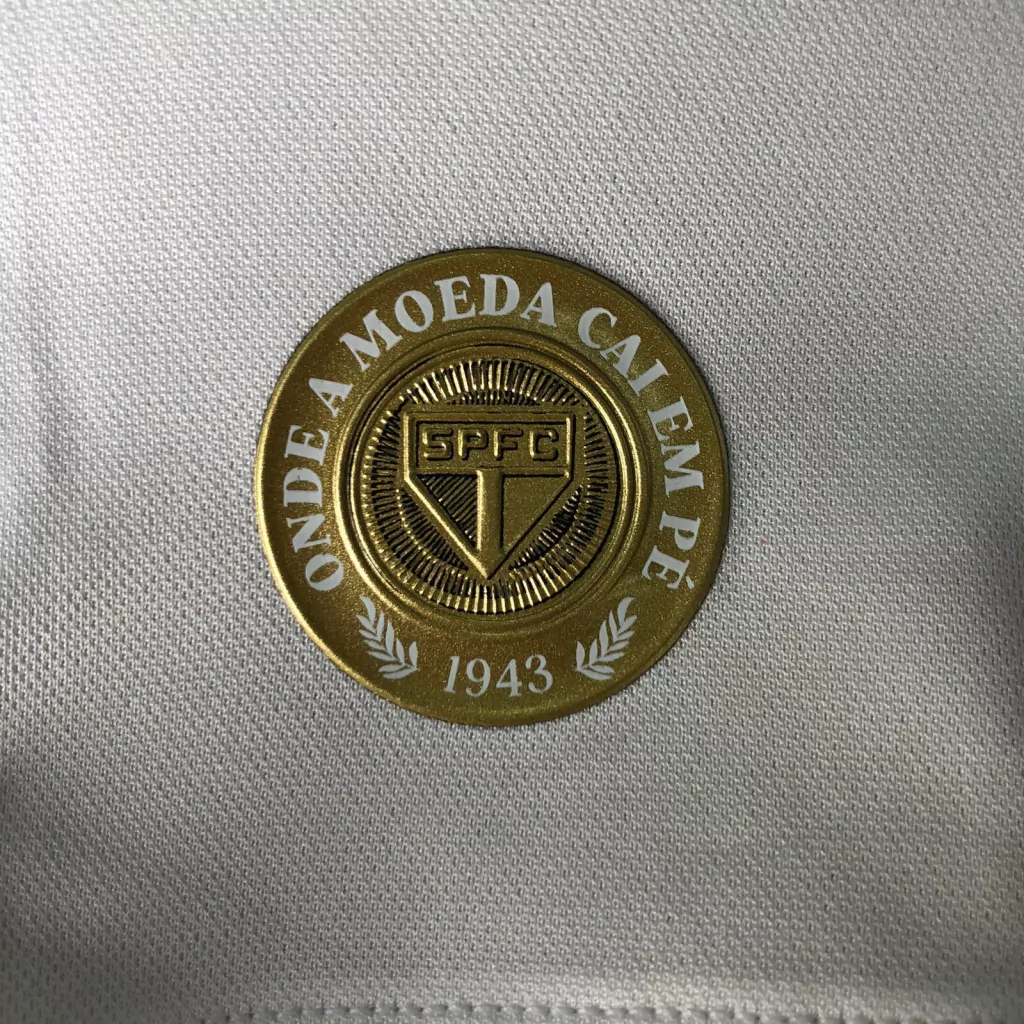 ONDE A MOEDA CAI EM PÉ
SPFC
1943